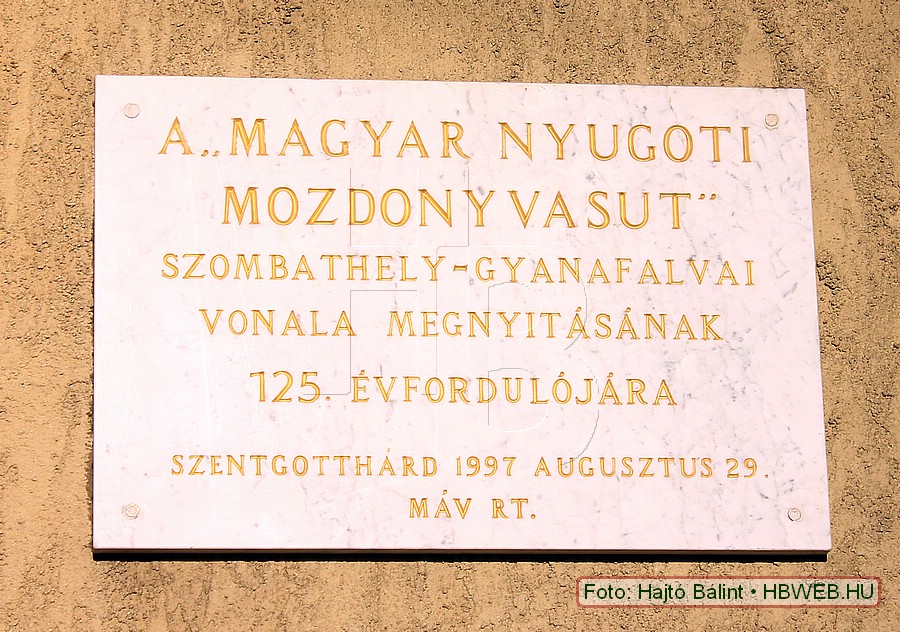 A „MAGYAR NYUGOTI
MOZDONYVASUT”
SZOMBATHELY-GYANAFALVAI
VONALA MEGNYITÁSÁNAK
125. ÉVFORDULÓJÁRA
SZENTGOTTHÁRD 1997 AUGUSZTUS 29.
MÁV RT.
Foto: Hajtó Bálint • HBWEB.HU